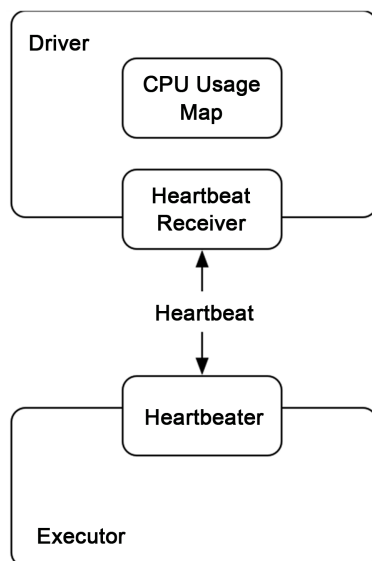 Driver
CPU Usage
Map
Heartbeat
Receiver
Heartbeat
Heartbeater
Executor